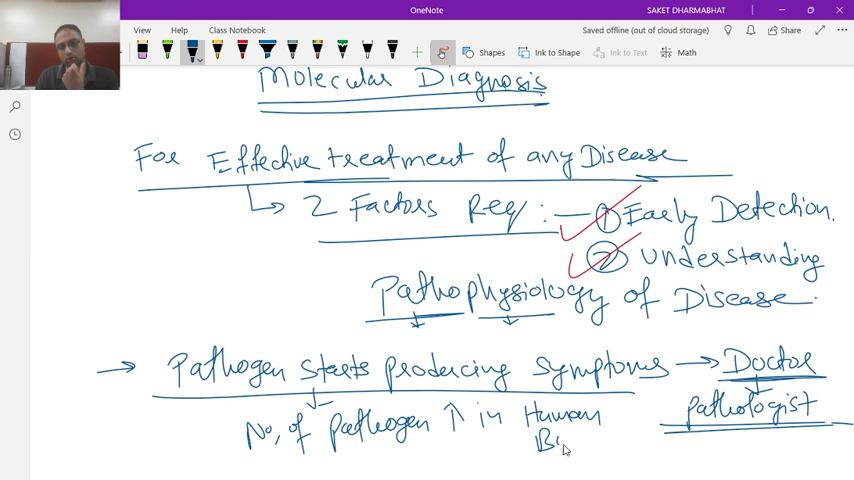 OneNote
SAKET DHARMABHAT
View Help Class Notebook
Saved offline (out of cloud storage)
Share
Shapes
Ink to Shape
Ink to Text
Math
Molecular Diagnosis
For Effective treatment of any Disease
2 Factors Req: — ① Early Detection.
② Understanding
Pathophysiology of Disease.
→ Pathogen starts producing symptoms → Doctor
No. of pathogen ↑ in Human
pathologist